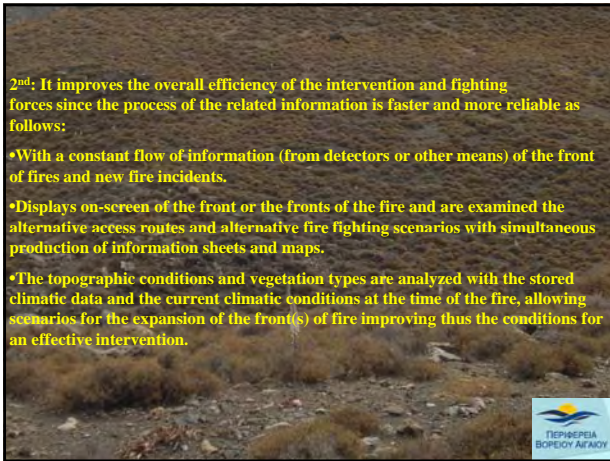 2nd: It improves the overall efficiency of the intervention and fighting
forces since the process of the related information is faster and more reliable as
follows:
•With a constant flow of information (from detectors or other means) of the front
of fires and new fire incidents.
•Displays on-screen of the front or the fronts of the fire and are examined the
alternative access routes and alternative fire fighting scenarios with simultaneous
production of information sheets and maps.
•The topographic conditions and vegetation types are analyzed with the stored
climatic data and the current climatic conditions at the time of the fire, allowing
scenarios for the expansion of the front(s) of fire improving thus the conditions for
an effective intervention.
ΠΕΡΙΦΕΡΕΙΑ
ΒΟΡΕΙΟΥ ΑΙΓΑΙΟΥ